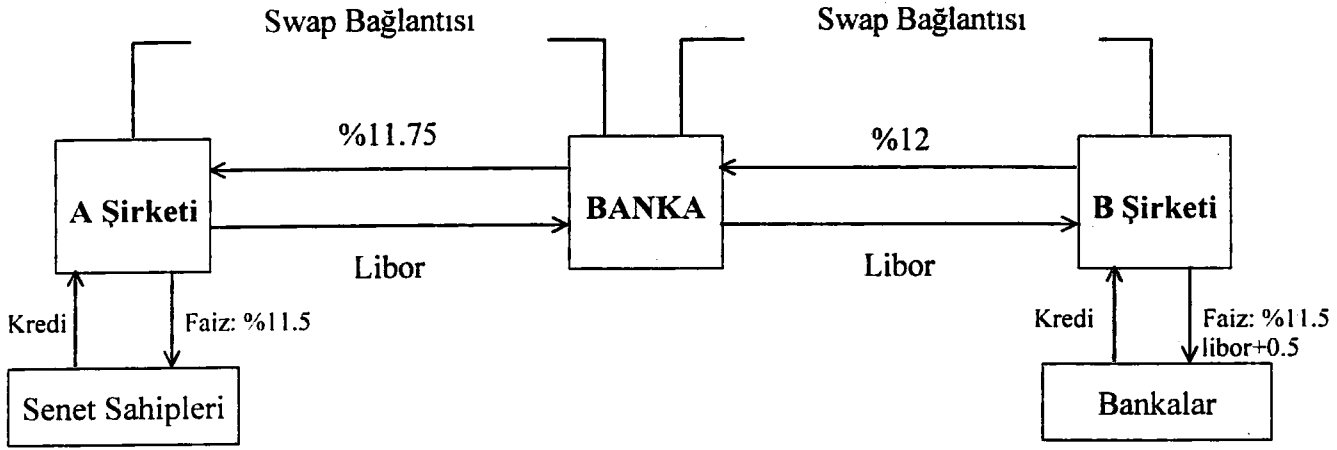 Swap Bağlantısı
Swap Bağlantısı
%11.75
%12
A Şirketi
BANKA
B Şirketi
Libor
Libor
Kredi
Faiz: %11.5
Kredi
Faiz: %11.5
libor+0.5
Senet Sahipleri
Bankalar